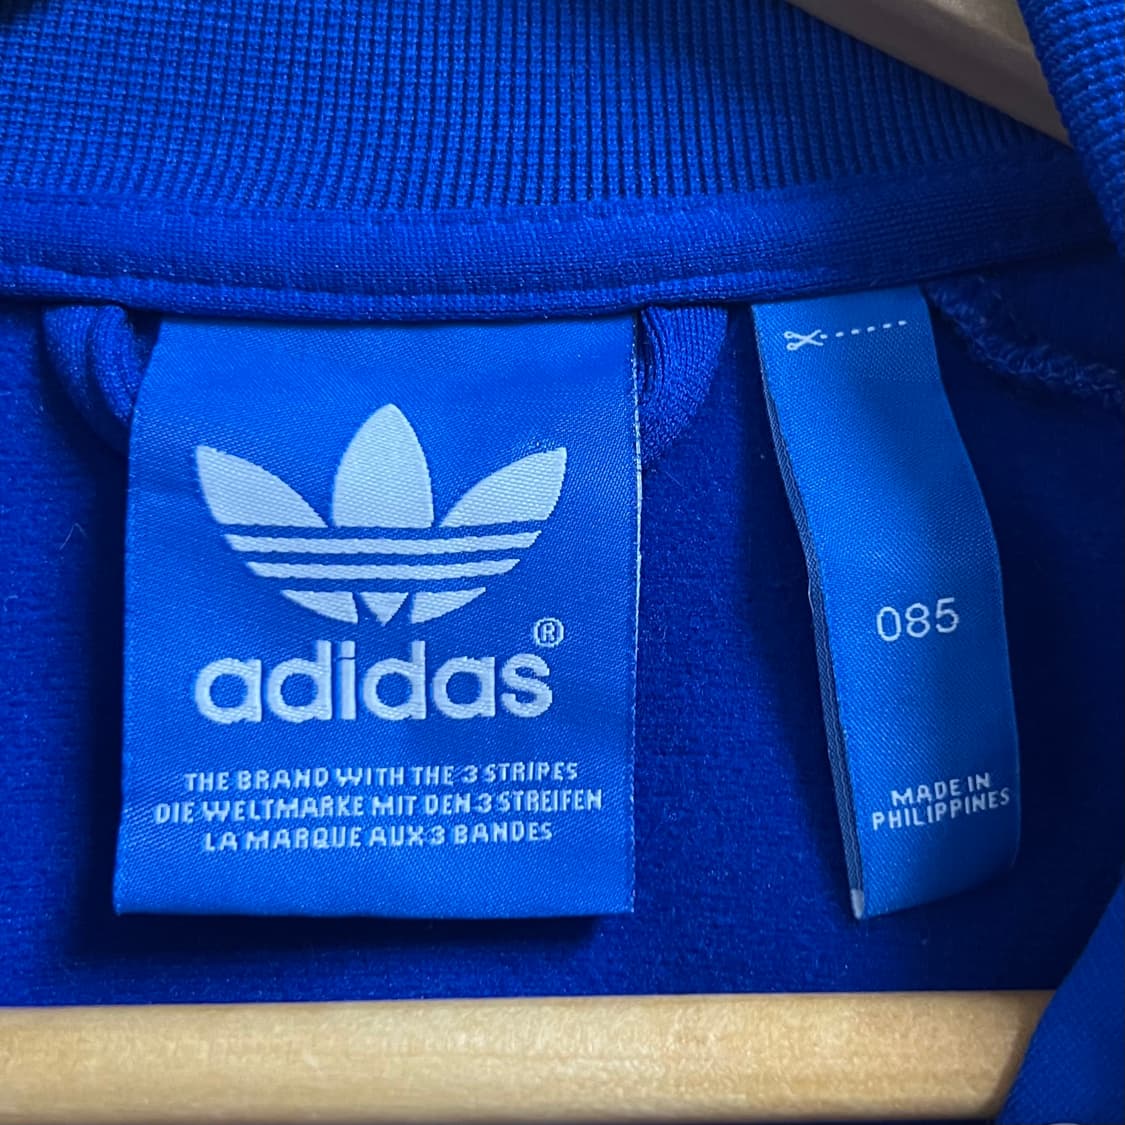 adidas®
THE BRAND WITH THE 3 STRIPES
DIE WELTMARKE MIT DEN 3 STREIFEN
LA MARQUE AUX 3 BANDES
085
MADE IN
PHILIPPINES